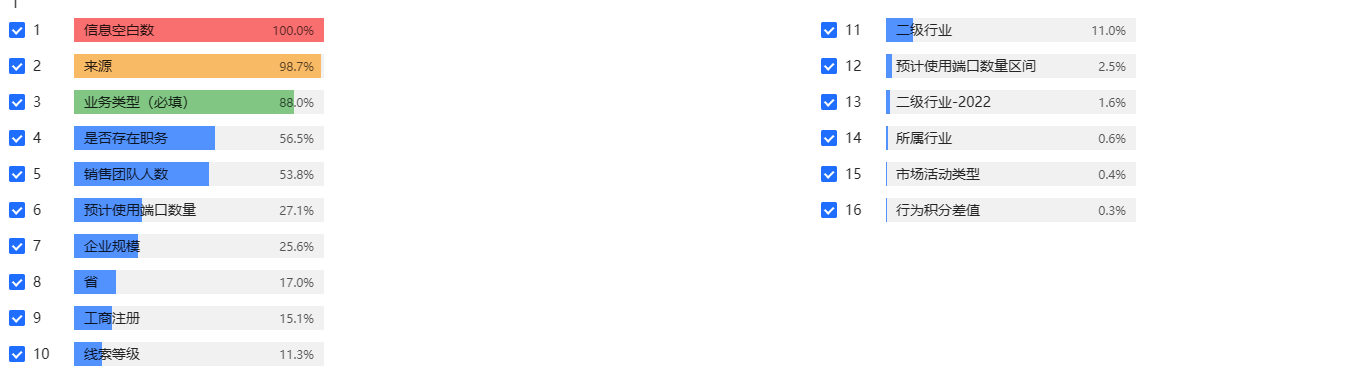 1 信息空白数 100.0%
2 来源 98.7%
3 业务类型（必填） 88.0%
4 是否存在职务 56.5%
5 销售团队人数 53.8%
6 预计使用端口数量 27.1%
7 企业规模 25.6%
8 省 17.0%
9 工商注册 15.1%
10 线索等级 11.3%
11 二级行业 11.0%
12 预计使用端口数量区间 2.5%
13 二级行业-2022 1.6%
14 所属行业 0.6%
15 市场活动类型 0.4%
16 行为积分差值 0.3%